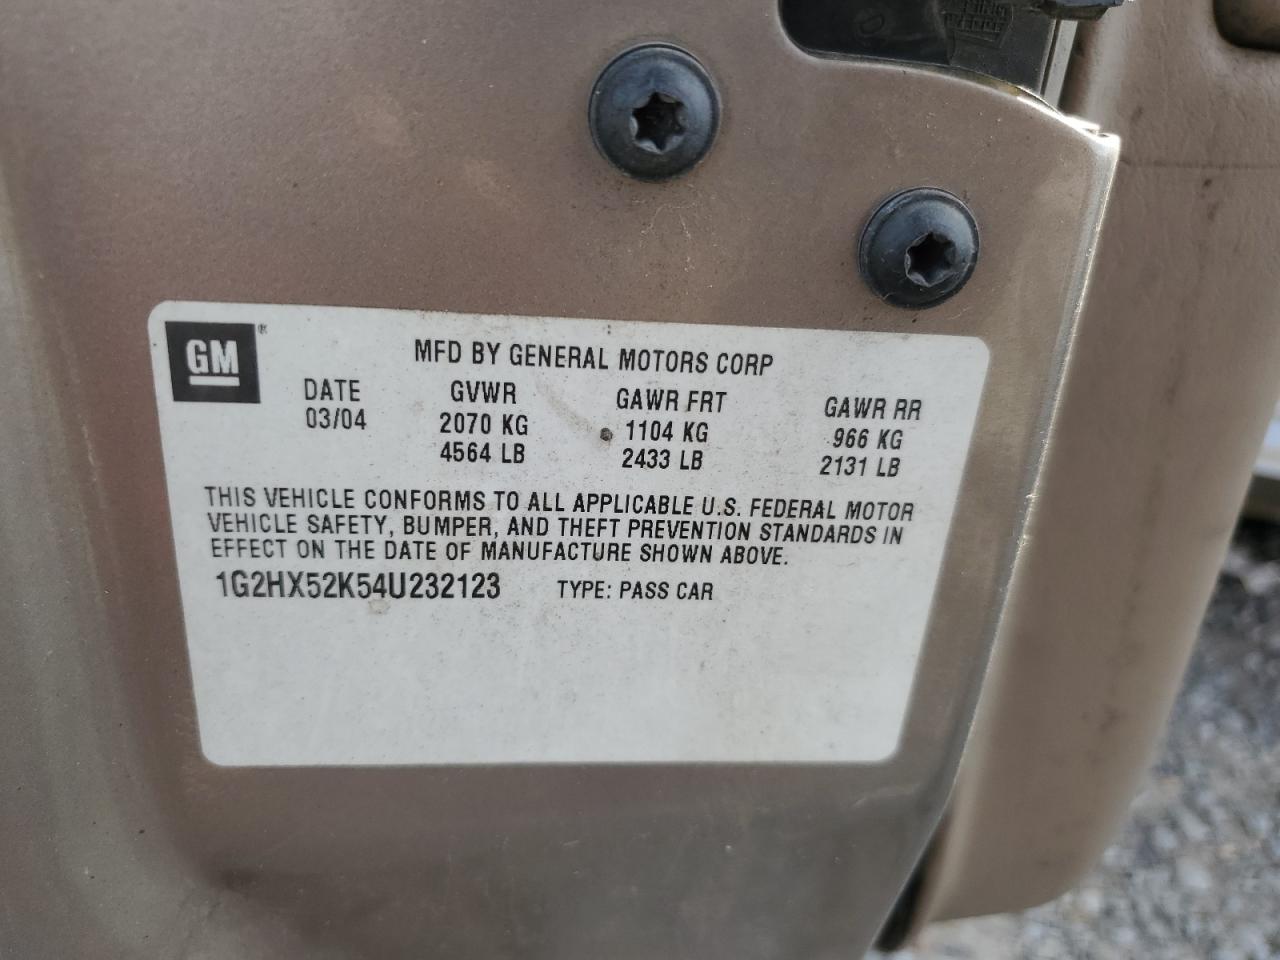 GM®
MFD BY GENERAL MOTORS CORP
DATE GVWR GAWR FRT GAWR RR
03/04 2070 KG 1104 KG 966 KG
4564 LB 2433 LB 2131 LB
THIS VEHICLE CONFORMS TO ALL APPLICABLE U.S. FEDERAL MOTOR
VEHICLE SAFETY, BUMPER, AND THEFT PREVENTION STANDARDS IN
EFFECT ON THE DATE OF MANUFACTURE SHOWN ABOVE.
1G2HX52K54U232123 TYPE: PASS CAR